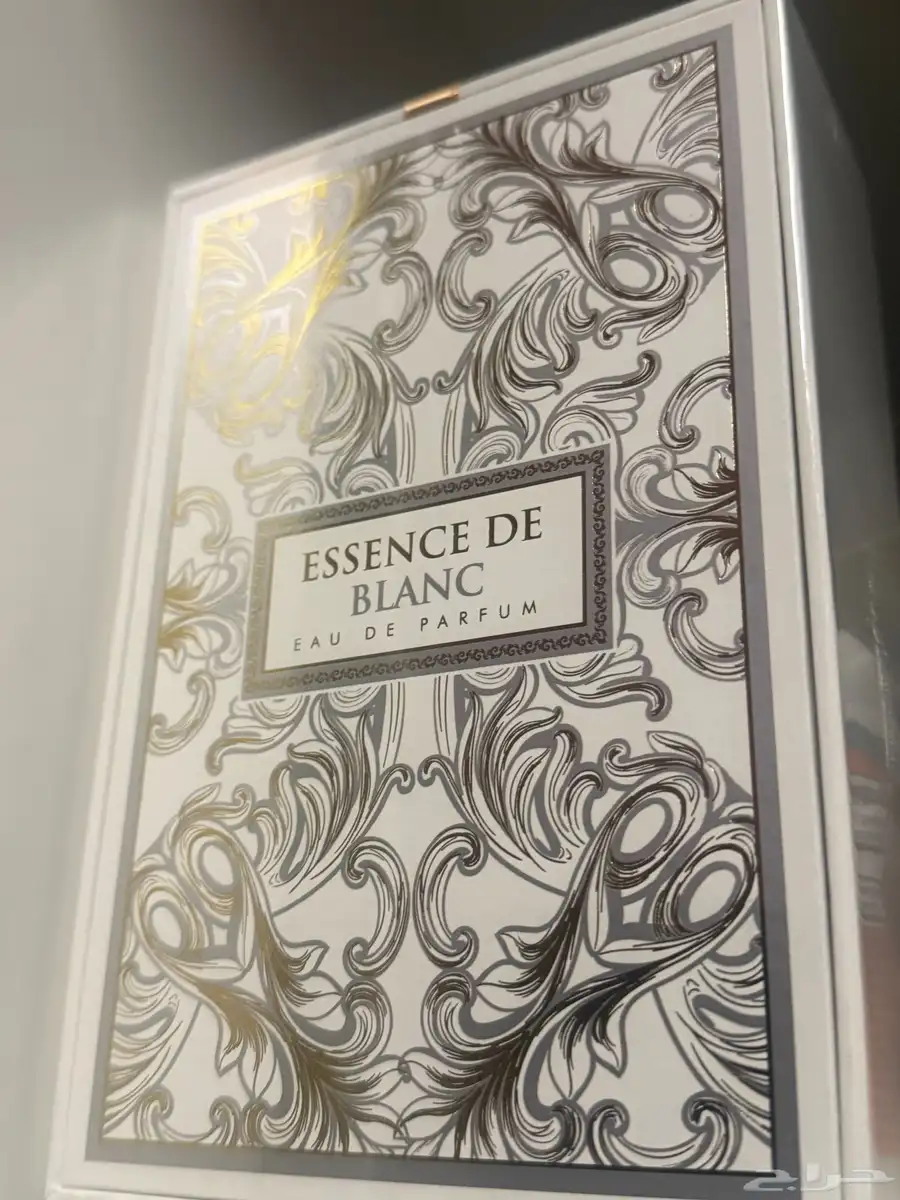 ESSENCE DE
BLANC
EAU DE PARFUM
حراج